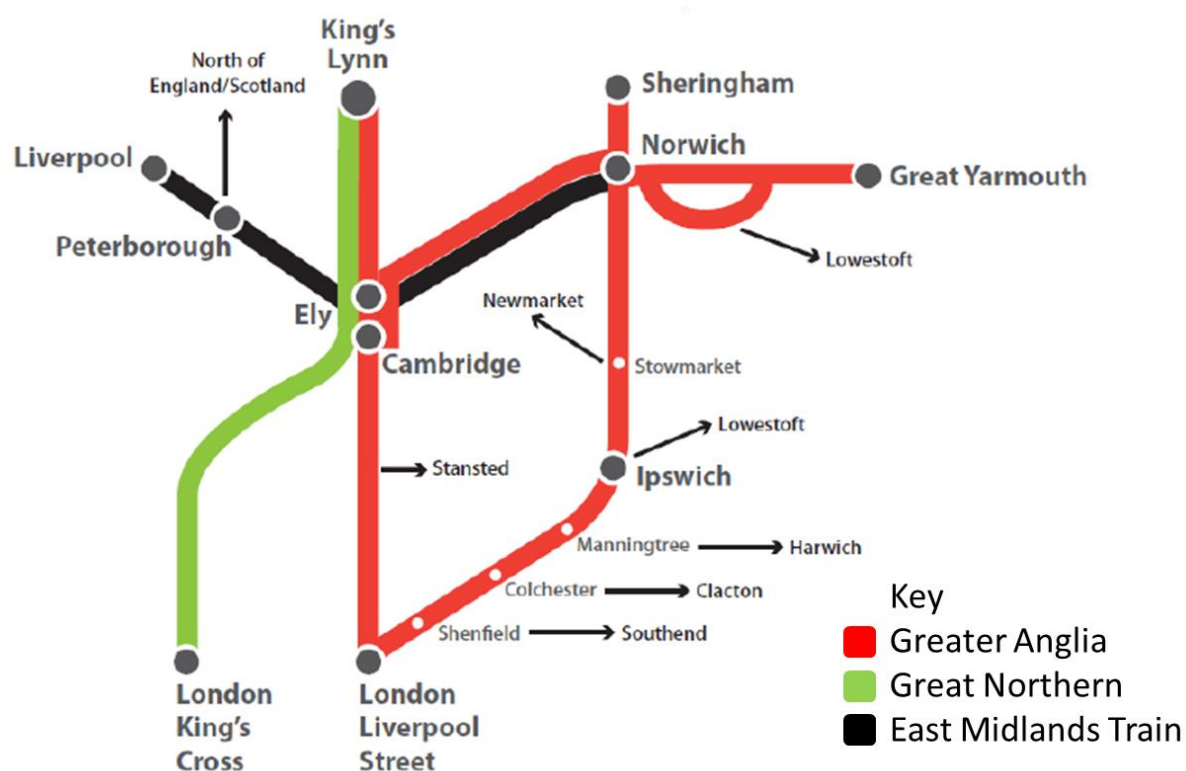 King's
Lynn
North of
England/Scotland
Sheringham
Norwich
Liverpool
Great Yarmouth
Peterborough
Lowestoft
Newmarket
Ely
Cambridge
Stowmarket
Lowestoft
Stansted
Ipswich
Manningtree
Harwich
Colchester
Clacton
Shenfield
Southend
Key
Greater Anglia
Great Northern
East Midlands Train
London
King's
Cross
London
Liverpool
Street